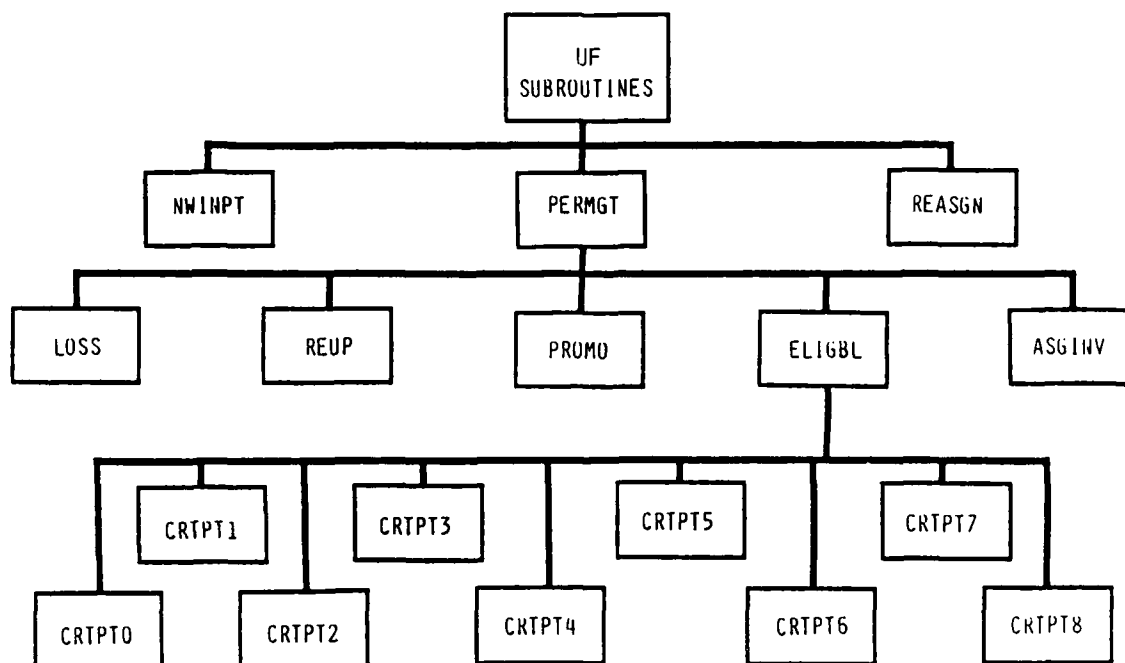 UF
SUBROUTINES
NWINPT
PERMGT
REASGN
LOSS
REUP
PROMO
ELIGBL
ASGINV
CRTPT1
CRTPT3
CRTPT5
CRTPT7
CRTPT0
CRTPT2
CRTPT4
CRTPT6
CRTPT8